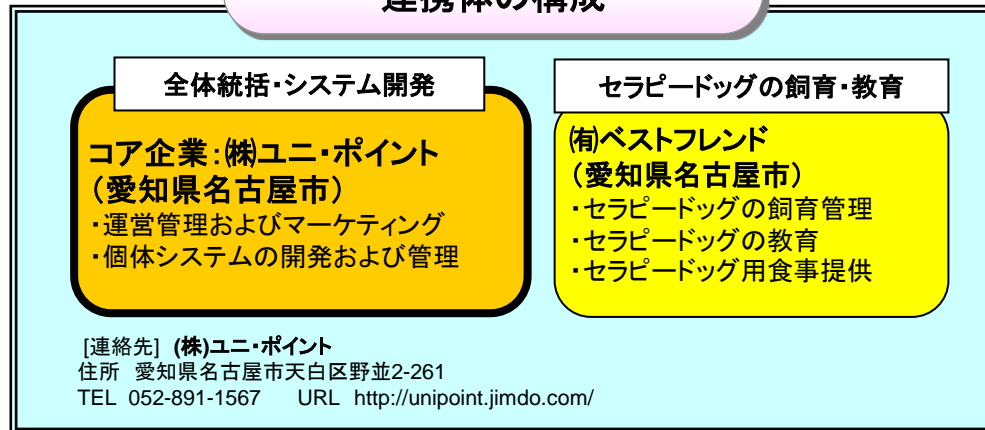 連携体の構成
全体統括・システム開発
コア企業:㈱ユニ・ポイント
(愛知県名古屋市)
・運営管理およびマーケティング
・個体システムの開発および管理
セラピードッグの飼育・教育
㈲ベストフレンド
(愛知県名古屋市)
・セラピードッグの飼育管理
・セラピードッグの教育
・セラピードッグ用食事提供
[連絡先] (株)ユニ・ポイント
住所 愛知県名古屋市天白区野並2-261
TEL 052-891-1567 URL http://unipoint.jimdo.com/